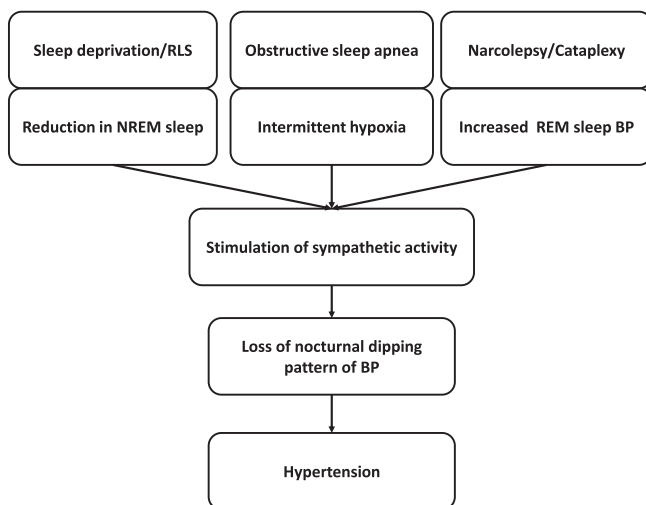 Sleep deprivation/RLS
Obstructive sleep apnea
Narcolepsy/Cataplexy
Reduction in NREM sleep
Intermittent hypoxia
Increased REM sleep BP
Stimulation of sympathetic activity
Loss of nocturnal dipping
pattern of BP
Hypertension